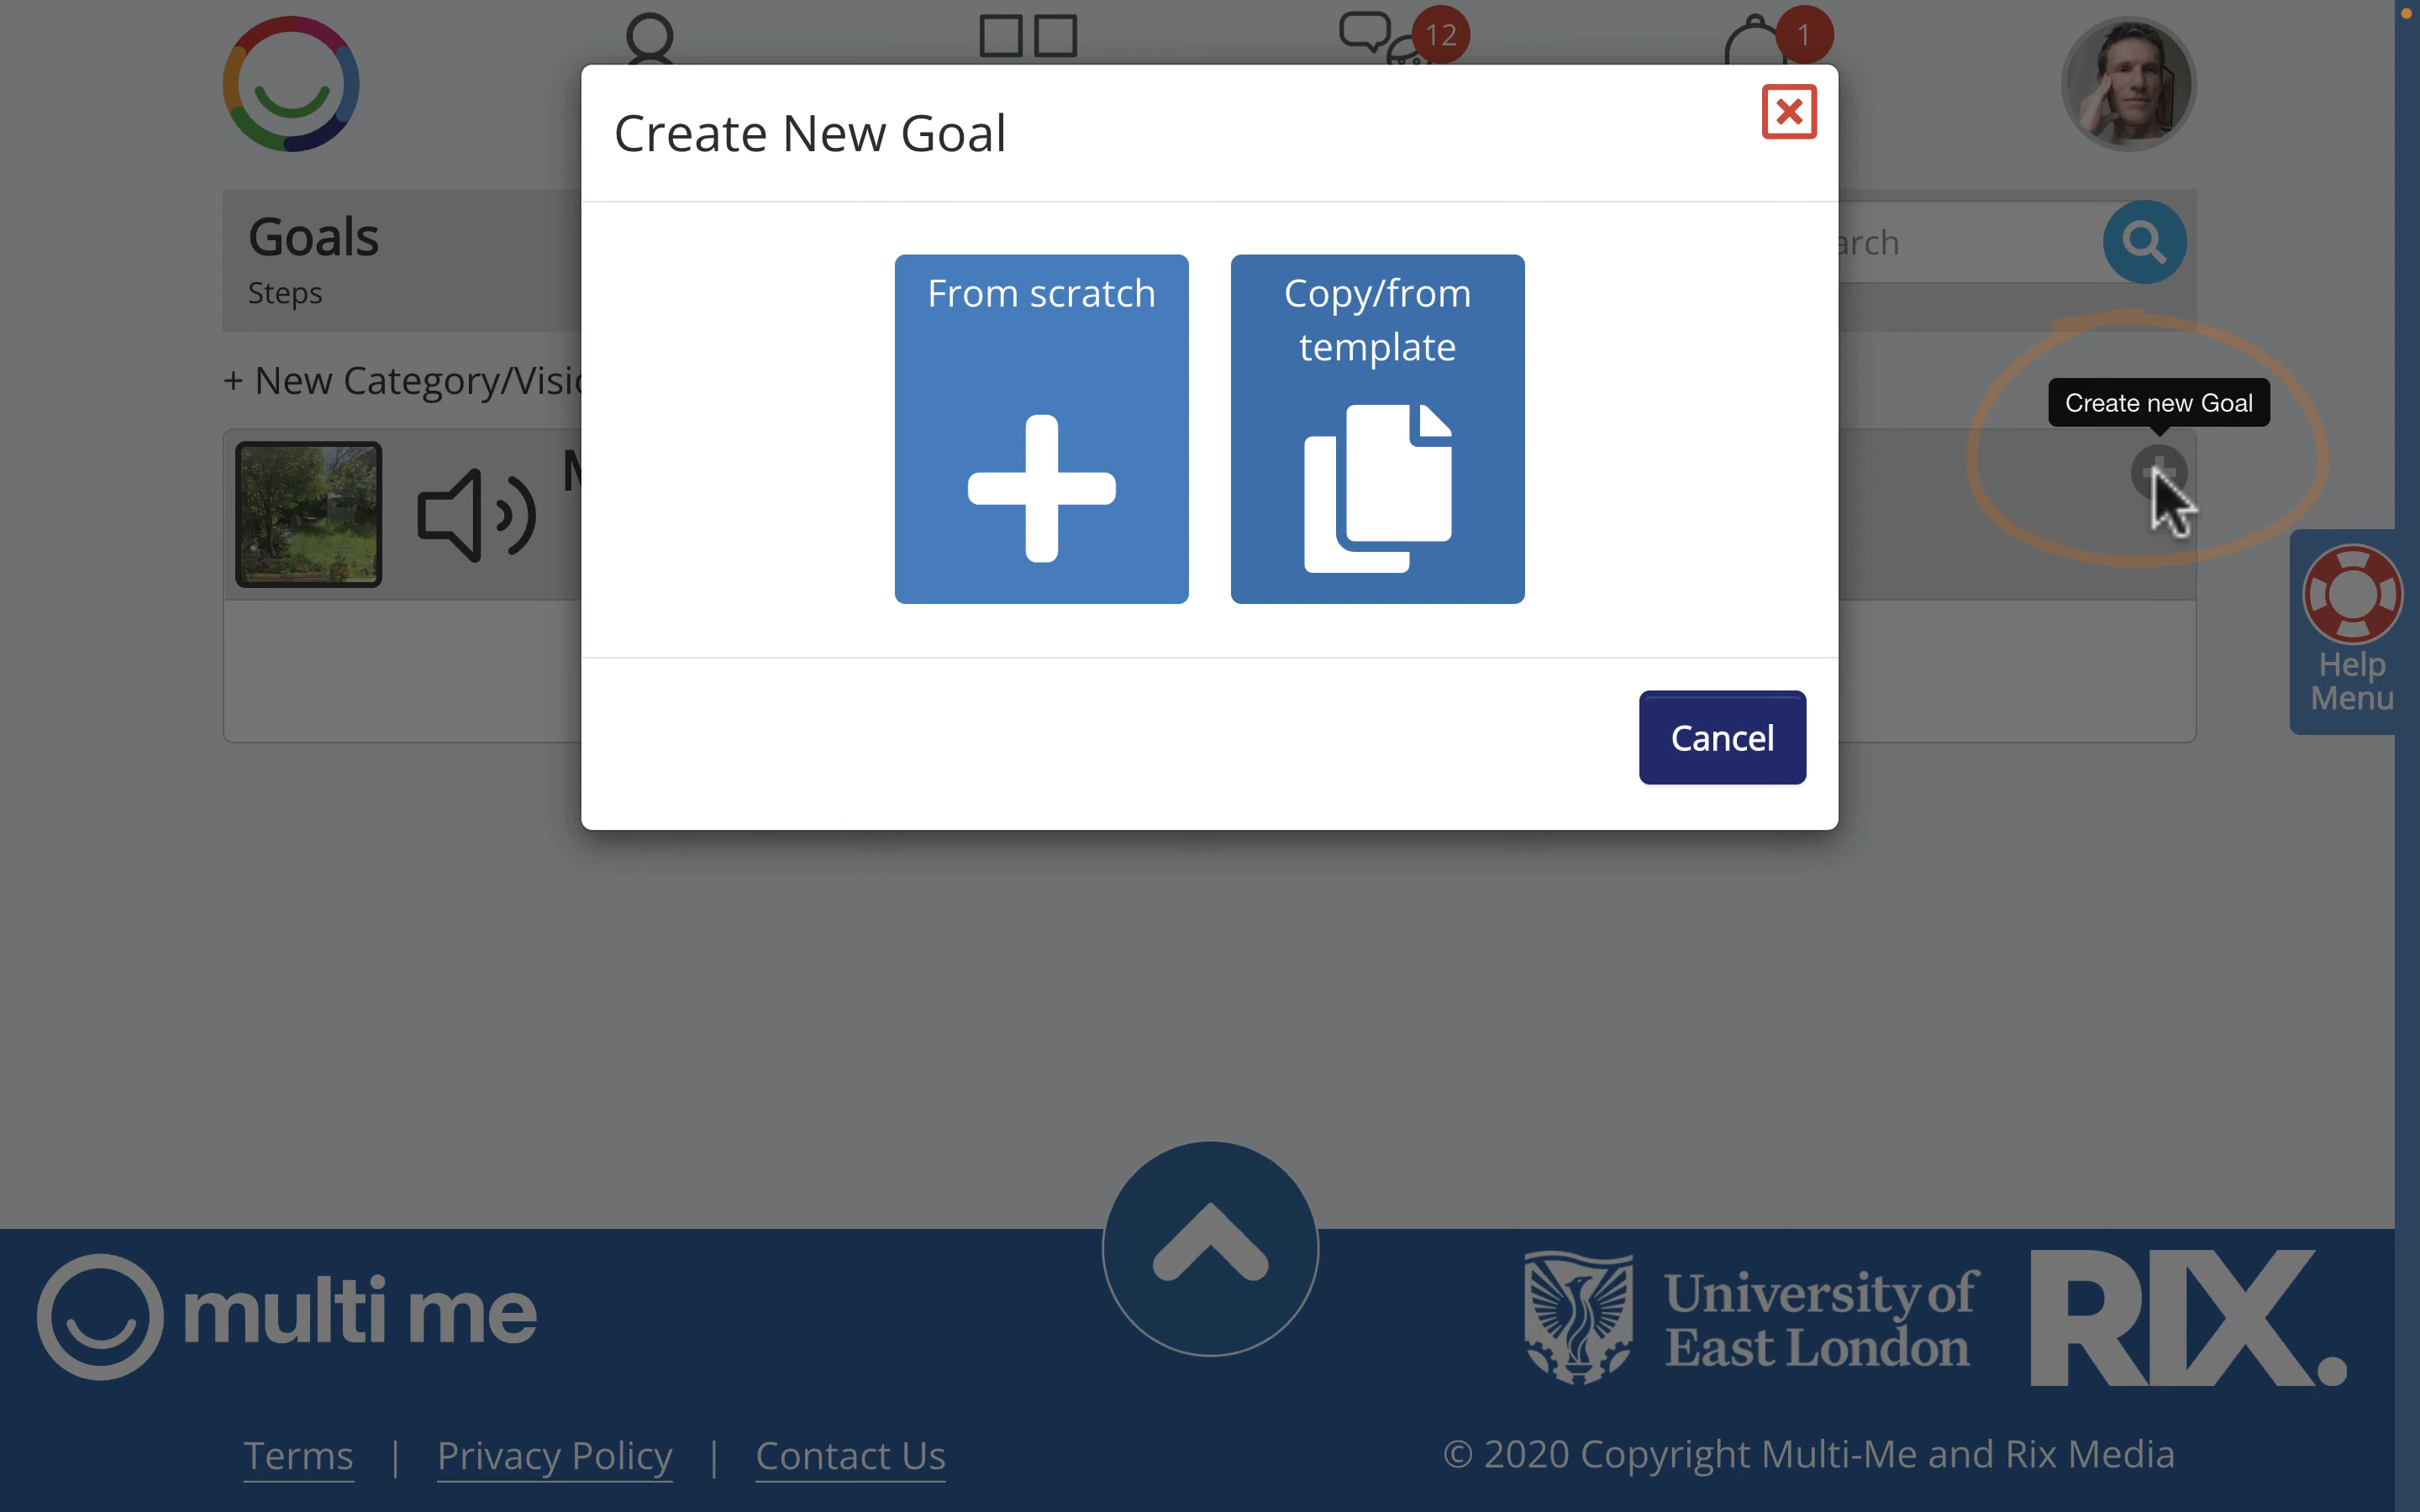 12
1
Create New Goal
Goals
Steps
From scratch
Copy/from
template
+ New Category/Visi
Create new Goal
Help
Menu
Cancel
multi me
University of
East London
RIX.
Terms | Privacy Policy | Contact Us
© 2020 Copyright Multi-Me and Rix Media